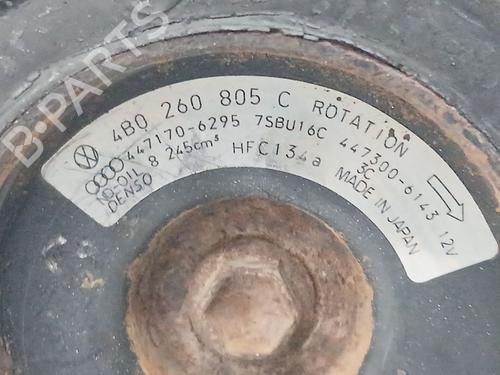 B-PARTS
4B0 260 805 C ROTATION
447170-6295 7SBU16C 447300-6143 12V
ND-OIL 8 245cm³ HFC134a 3C
DENSO MADE IN JAPAN